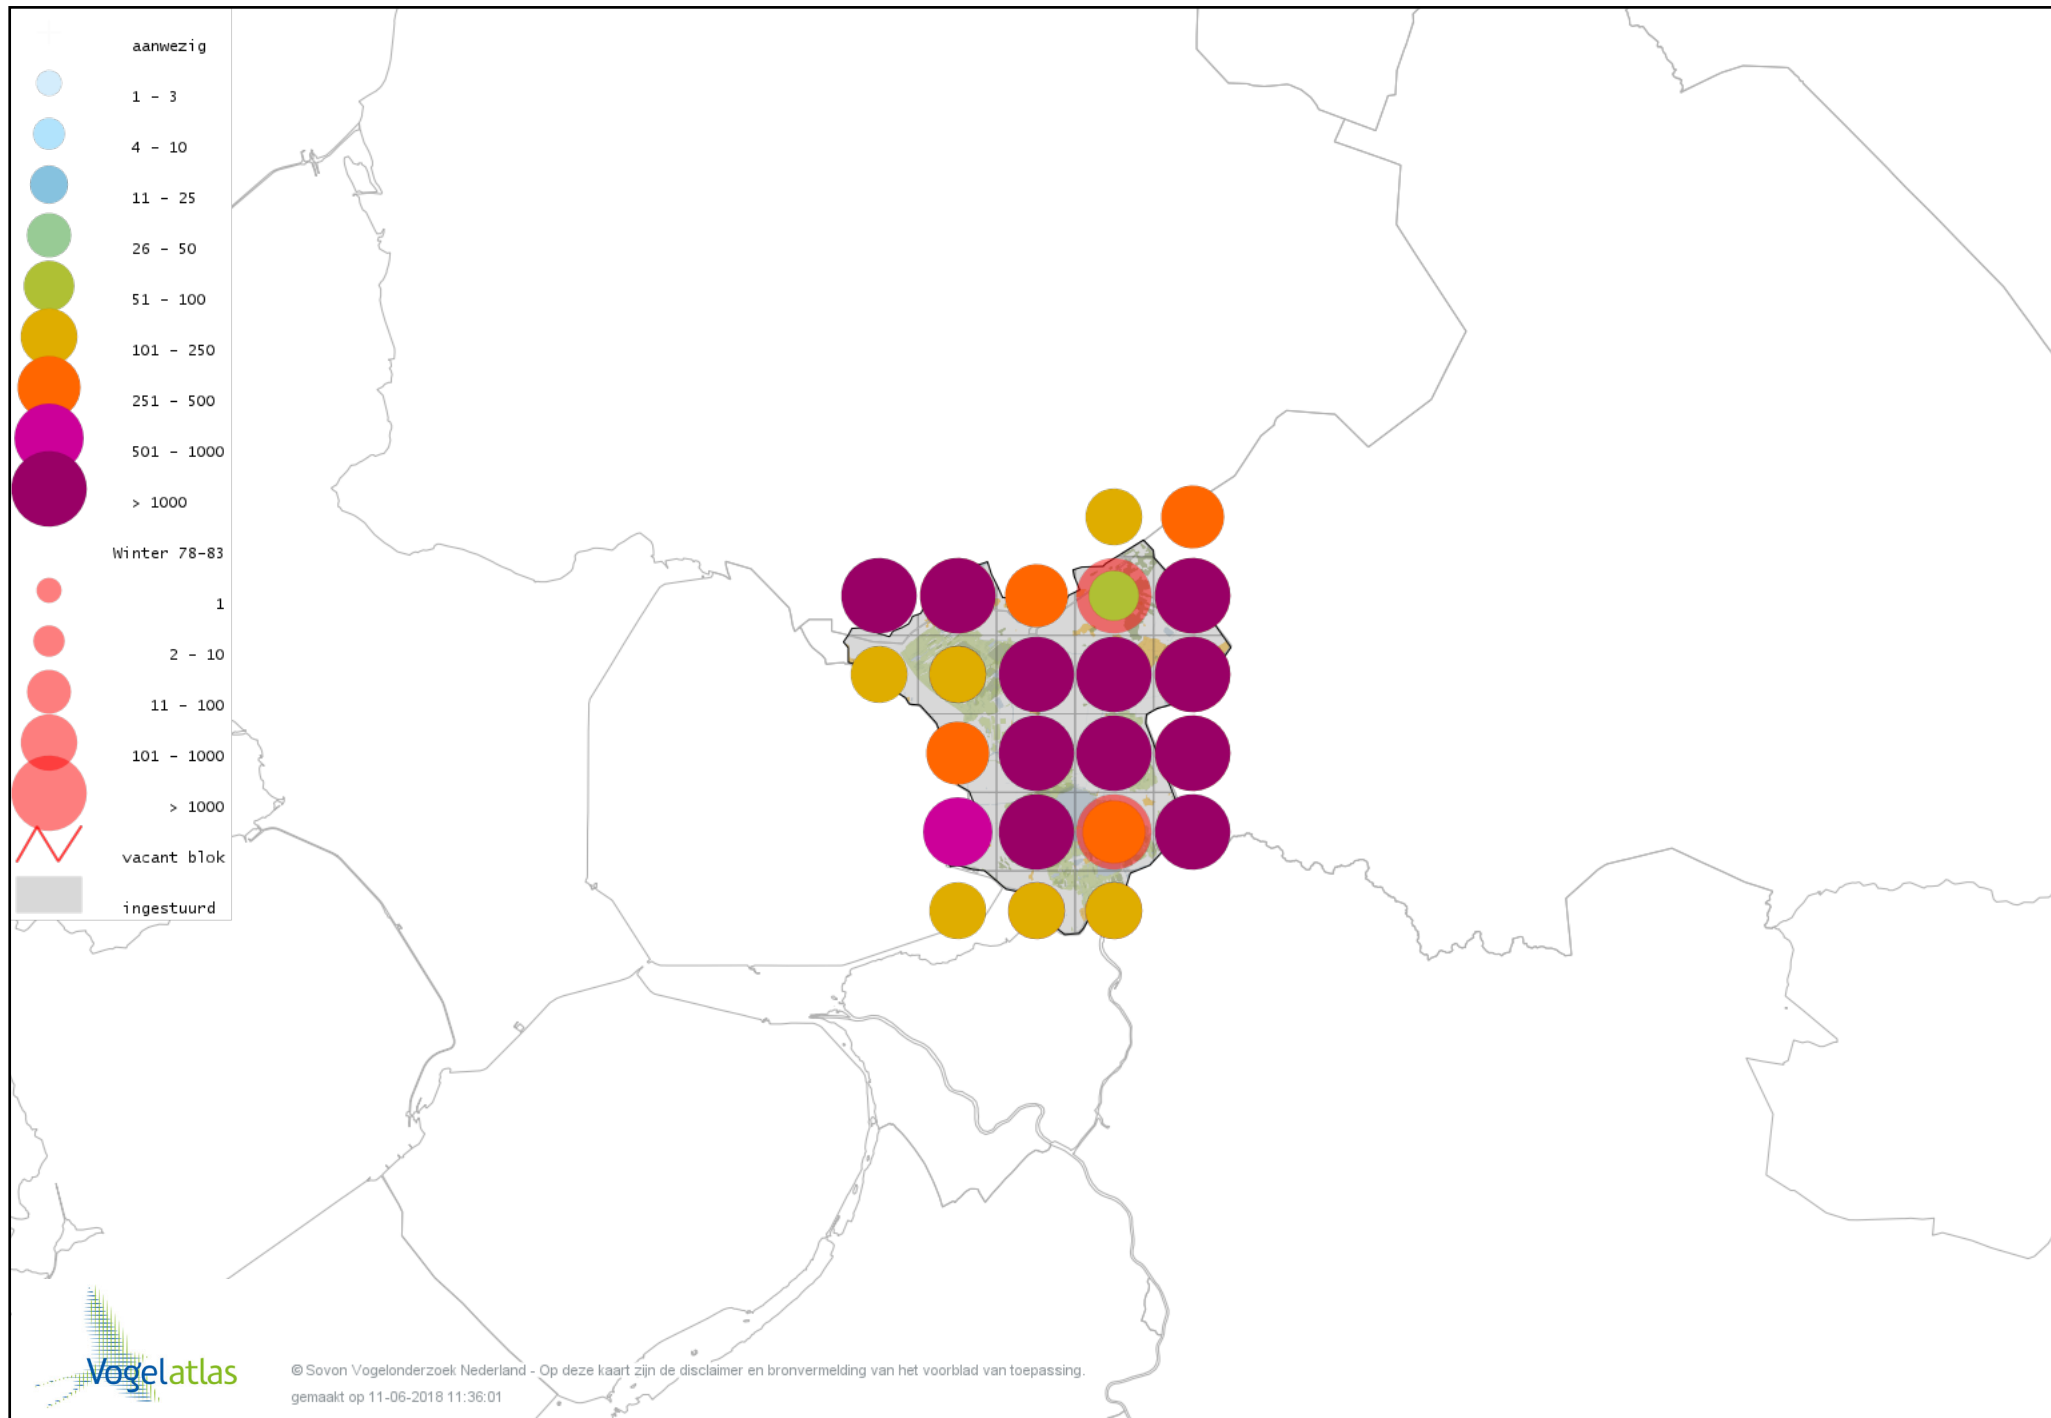 aanwezig
1 - 3
4 - 10
11 - 25
26 - 50
51 - 100
101 - 250
251 - 500
501 - 1000
> 1000
Winter 78-83
1
2 - 10
11 - 100
101 - 1000
> 1000
vacant blok
ingestuurd
Vogelatlas
© Sovon Vogelonderzoek Nederland - Op deze kaart zijn de disclaimer en bronvermelding van het voorblad van toepassing.
gemaakt op 11-06-2018 11:36:01